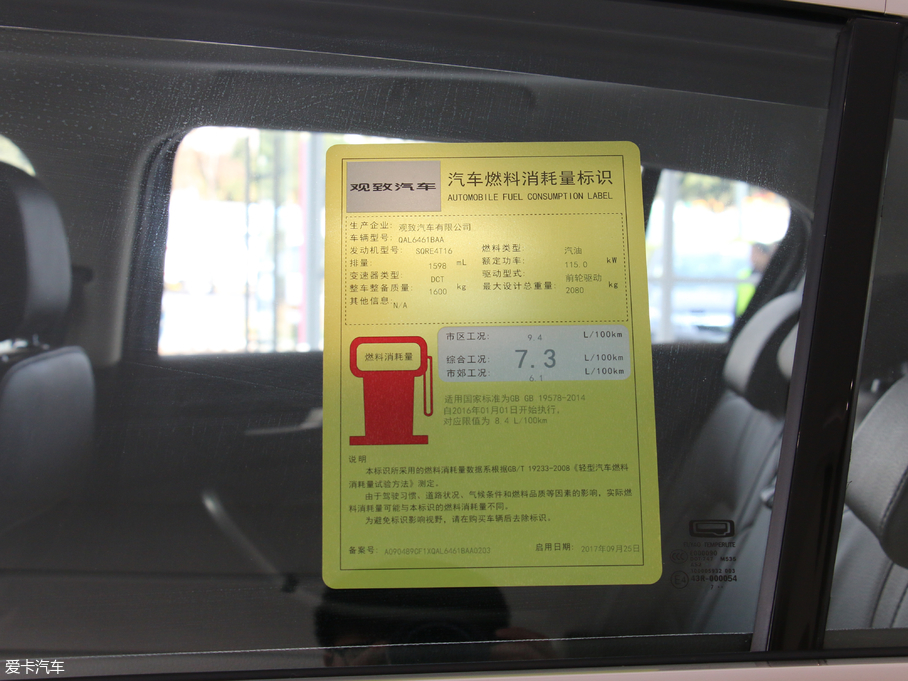 观致汽车
汽车燃料消耗量标识
AUTOMOBILE FUEL CONSUMPTION LABEL
生产企业: 观致汽车有限公司
车辆型号: QAL6461BAA
发动机型号: SQRE4T16 燃料类型: 汽油
排量: 1598 mL 额定功率: 115.0 kW
变速器类型: DCT 驱动型式: 前轮驱动
整车整备质量: 1600 kg 最大设计总质量: 2080 kg
其他信息: N/A
燃料消耗量
市区工况: 9.4 L/100km
综合工况: 7.3 L/100km
市郊工况: 6.1 L/100km
适用国家标准为GB GB 19578-2014
自2016年01月01日开始执行,
对应限值为 8.4 L/100km
说明
本标识所采用的燃料消耗量数据系根据GB/T 19233-2008《轻型汽车燃料
消耗量试验方法》测定。
由于驾驶习惯、道路状况、气候条件和燃料品质等因素的影响,实际燃
料消耗量可能与本标识的燃料消耗量不同。
为避免标识影响视野,请在购买车辆后去除标识。
备案号: 启用日期: 2017年09月25日
43R-000054
爱卡汽车